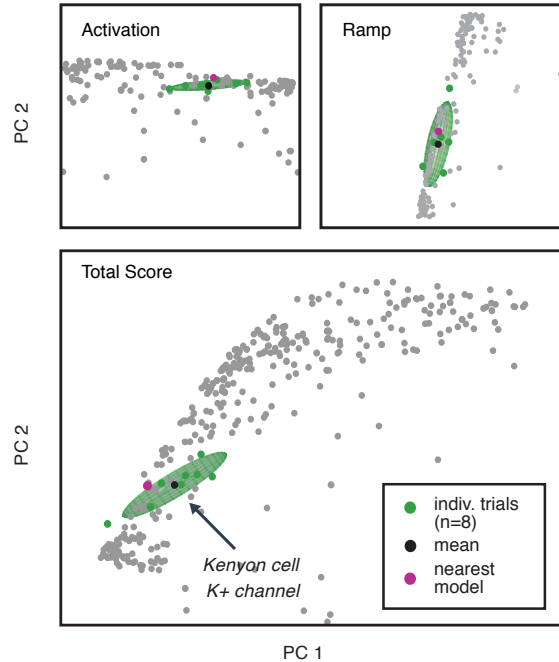 Activation
Ramp
PC 2
Total Score
PC 2
Kenyon cell
K+ channel
indiv. trials
(n=8)
mean
nearest
model
PC 1